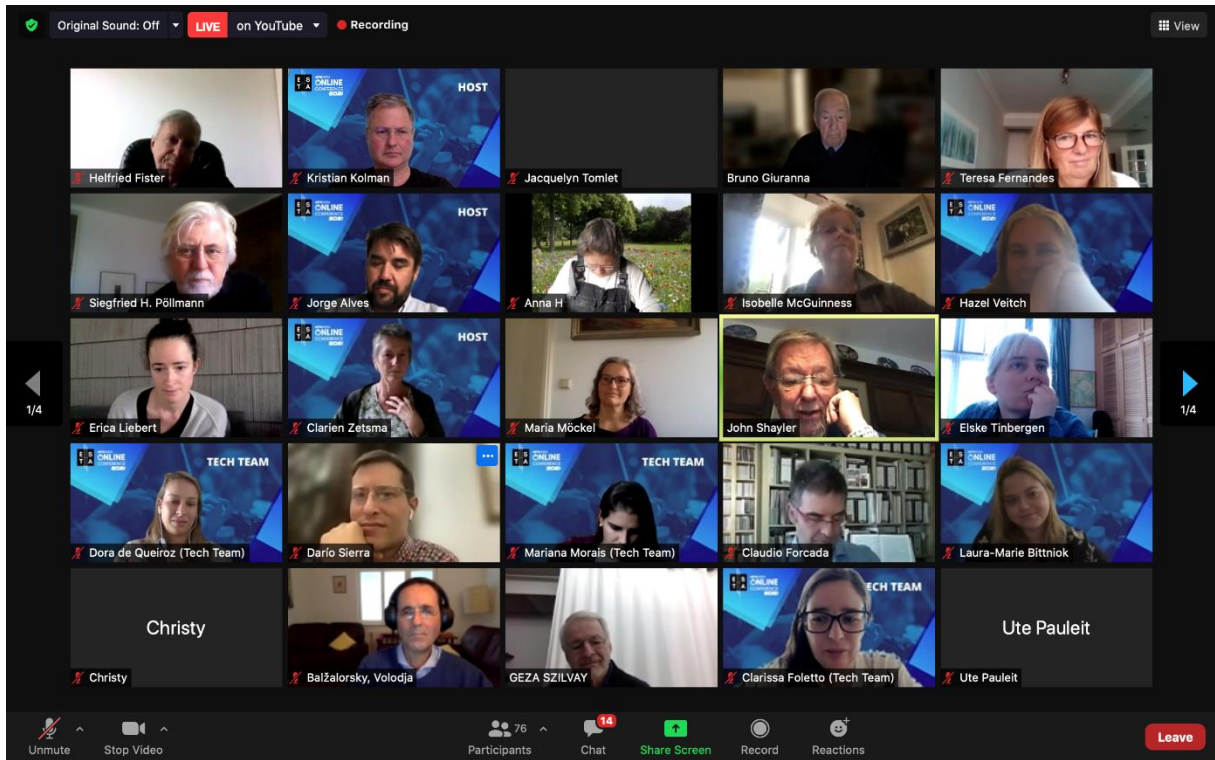 Original Sound: Off
LIVE on YouTube
Recording
View
HOST
Helfried Fister
Kristian Kolman
Jacquelyn Tomlet
Bruno Giuranna
Teresa Fernandes
E S
T A
ONLINE
CONFERENCE
2021
HOST
Siegfried H. Pöllmann
Jorge Alves
Anna H
Isobelle McGuinness
Hazel Veitch
HOST
Erica Liebert
Clarien Zetsma
Maria Möckel
John Shayler
Elske Tinbergen
TECH TEAM
TECH TEAM
Dora de Queiroz (Tech Team)
Darío Sierra
Mariana Morais (Tech Team)
Claudio Forcada
Laura-Marie Bittniok
Christy
TECH TEAM
Ute Pauleit
Christy
Balžalorsky, Volodja
GEZA SZILVAY
Clarissa Foletto (Tech Team)
Ute Pauleit
1/4
1/4
Unmute
Stop Video
76
Participants
14
Chat
Share Screen
Record
Reactions
Leave